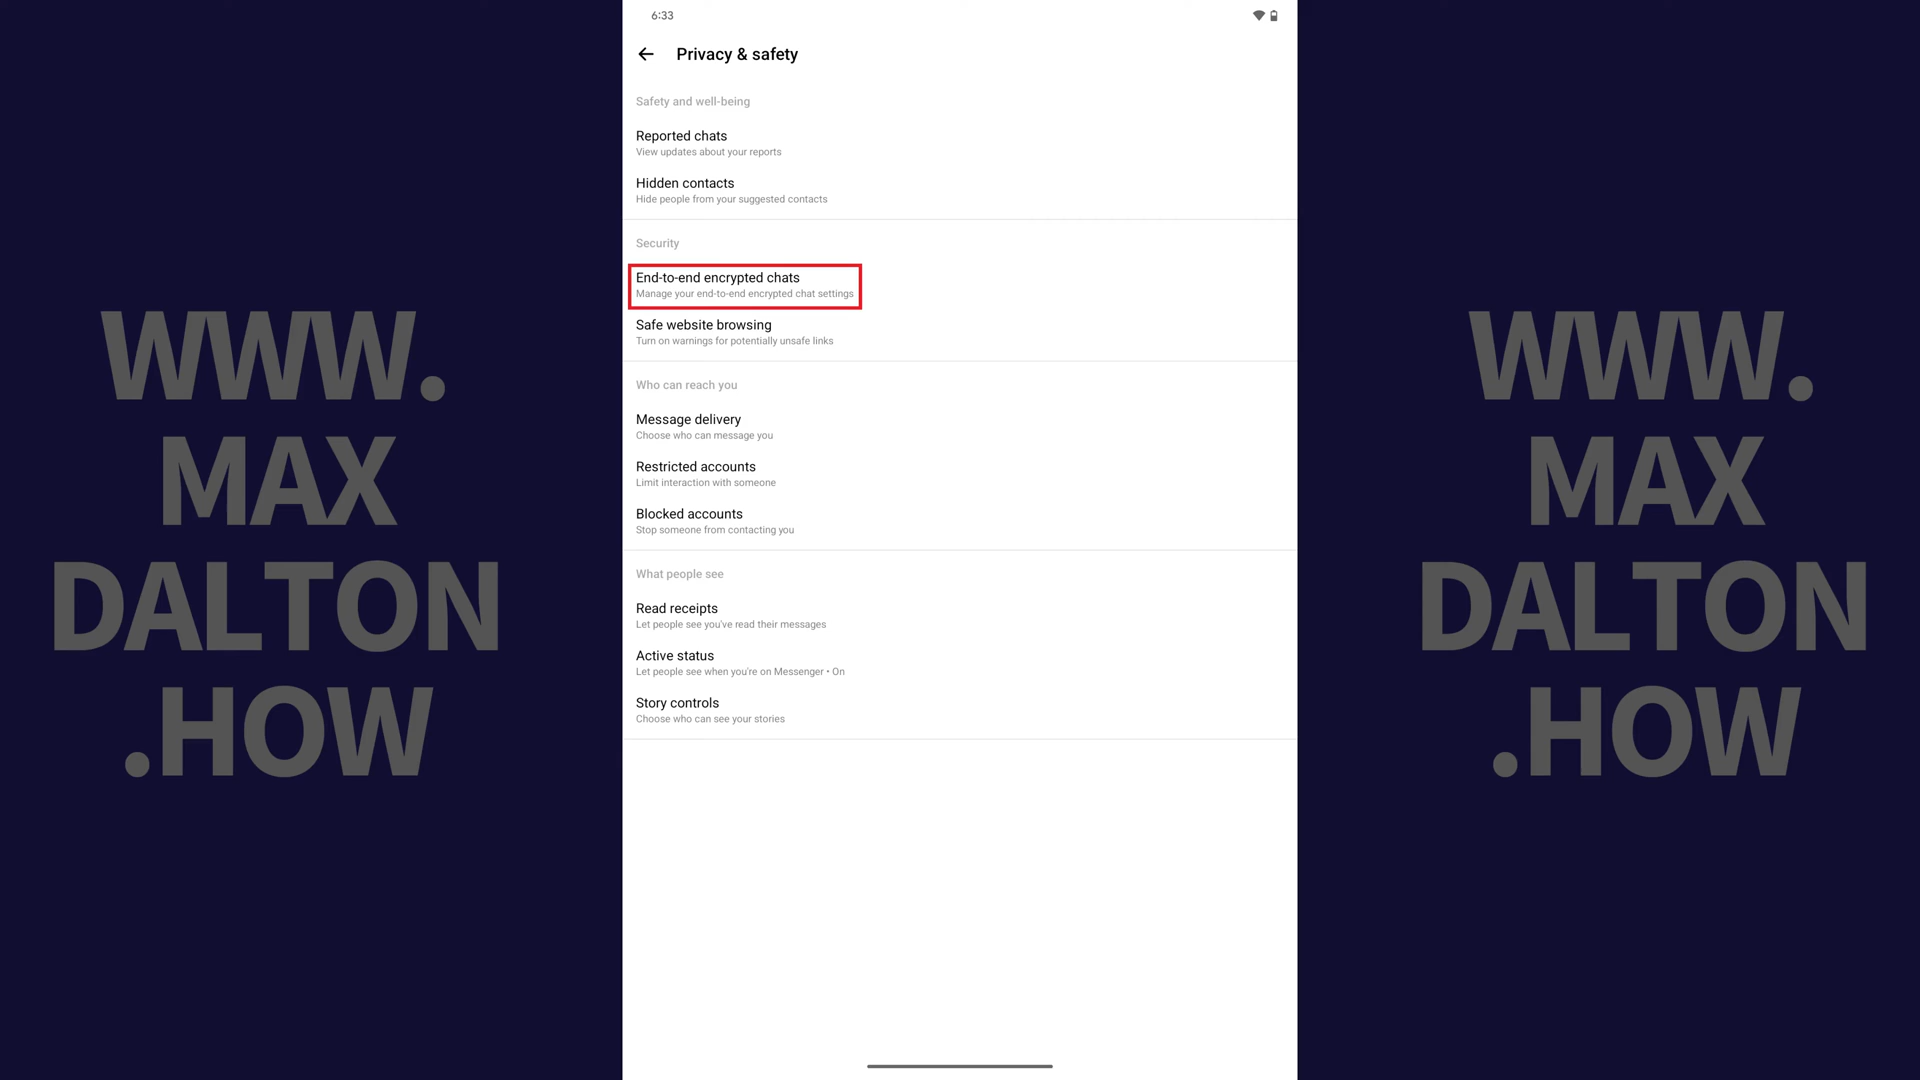 6:33
Privacy & safety
Safety and well-being
Reported chats
View updates about your reports
Hidden contacts
Hide people from your suggested contacts
Security
End-to-end encrypted chats
Manage your end-to-end encrypted chat settings
Safe website browsing
Turn on warnings for potentially unsafe links
Who can reach you
Message delivery
Choose who can message you
Restricted accounts
Limit interaction with someone
Blocked accounts
Stop someone from contacting you
What people see
Read receipts
Let people see you've read their messages
Active status
Let people see when you're on Messenger • On
Story controls
Choose who can see your stories
WWW.
MAX
DALTON
.HOW
WWW.
MAX
DALTON
.HOW